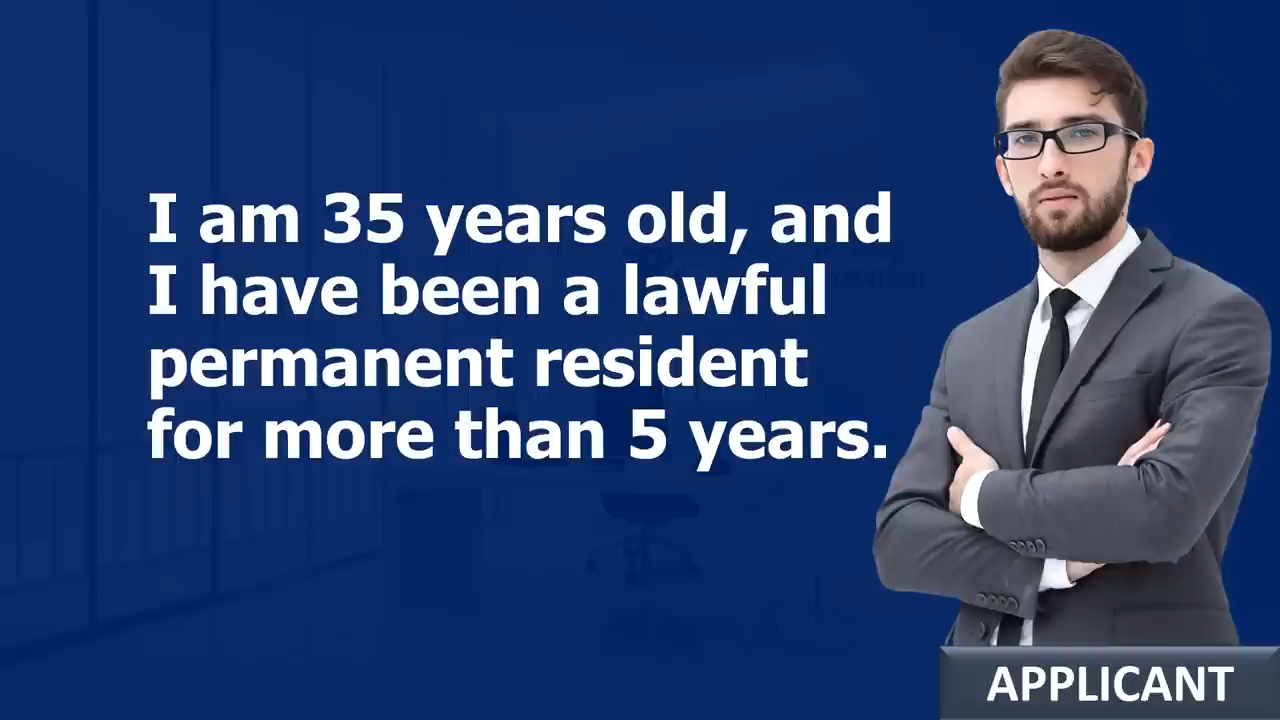 I am 35 years old, and
I have been a lawful
permanent resident
for more than 5 years.
APPLICANT